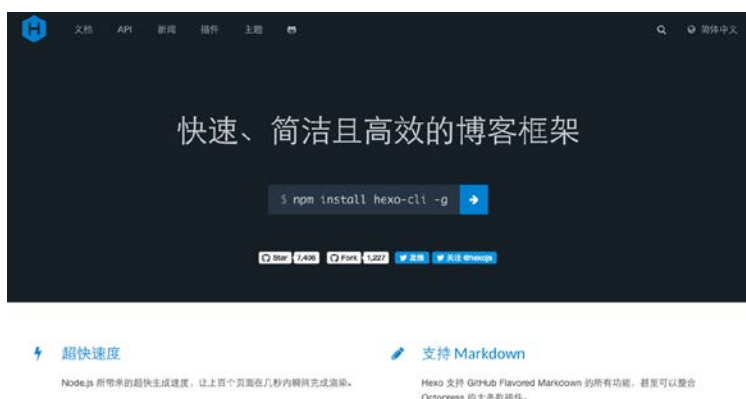 H
文档 API 新闻 插件 主题 简体中文
快速、简洁且高效的博客框架
$ npm install hexo-cli -g
Star 7,406 Fork 1,227 关注 @hexojs
超快速度
支持 Markdown
Node.js 所带来的超快生成速度，让上百个页面在几秒内瞬间完成渲染。
Hexo 支持 GitHub Flavored Markdown 的所有功能，甚至可以整合
Octopress 的大多数插件。